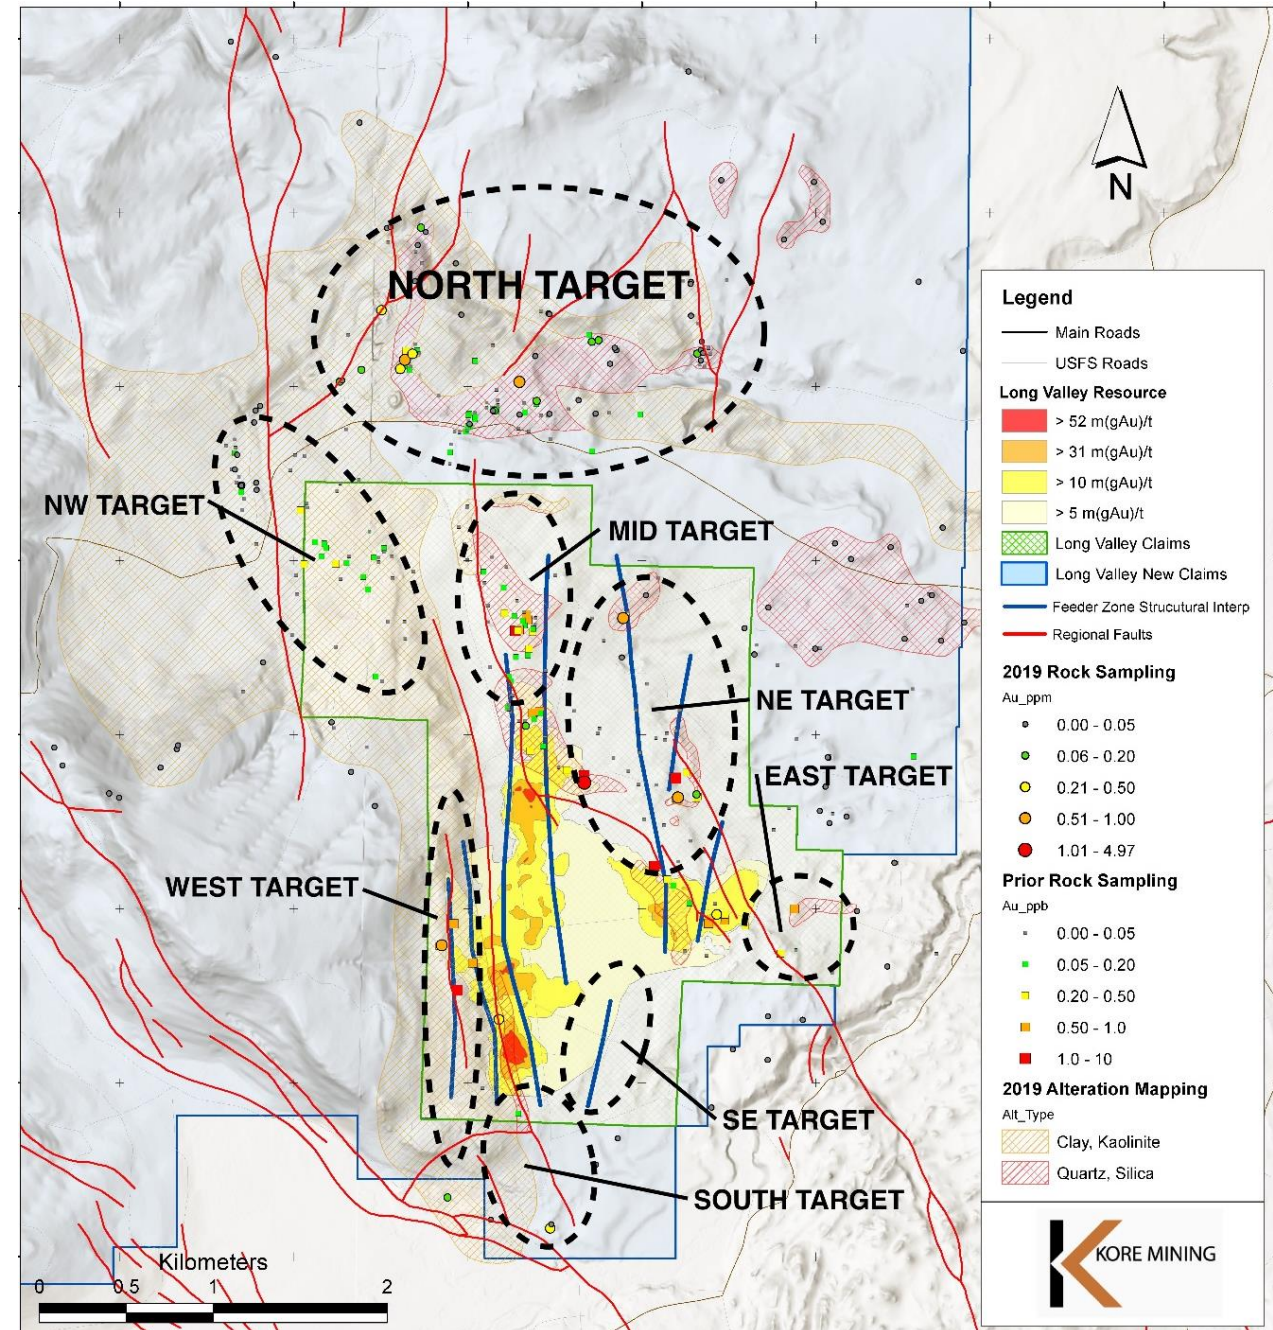 N
NORTH TARGET
NW TARGET
MID TARGET
NE TARGET
EAST TARGET
WEST TARGET
SE TARGET
SOUTH TARGET
Kilometers
0 0.5 1 2
Legend
Main Roads
USFS Roads
Long Valley Resource
> 52 m(gAu)/t
> 31 m(gAu)/t
> 10 m(gAu)/t
> 5 m(gAu)/t
Long Valley Claims
Long Valley New Claims
Feeder Zone Strucutural Interp
Regional Faults
2019 Rock Sampling
Au_ppm
0.00 - 0.05
0.06 - 0.20
0.21 - 0.50
0.51 - 1.00
1.01 - 4.97
Prior Rock Sampling
Au_ppb
0.00 - 0.05
0.05 - 0.20
0.20 - 0.50
0.50 - 1.0
1.0 - 10
2019 Alteration Mapping
Alt_Type
Clay, Kaolinite
Quartz, Silica
KORE MINING